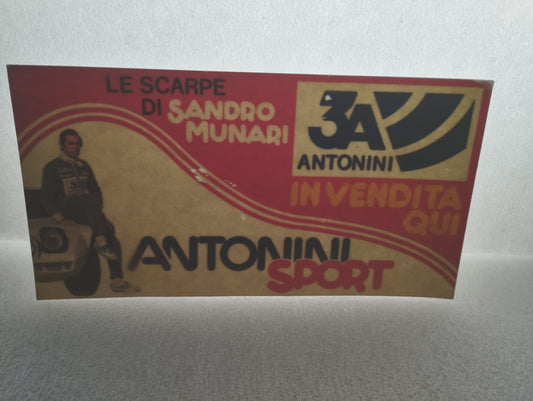 LE SCARPE
DI SANDRO
MUNARI
3A
ANTONINI
IN VENDITA
QUI
ANTONINI
SPORT